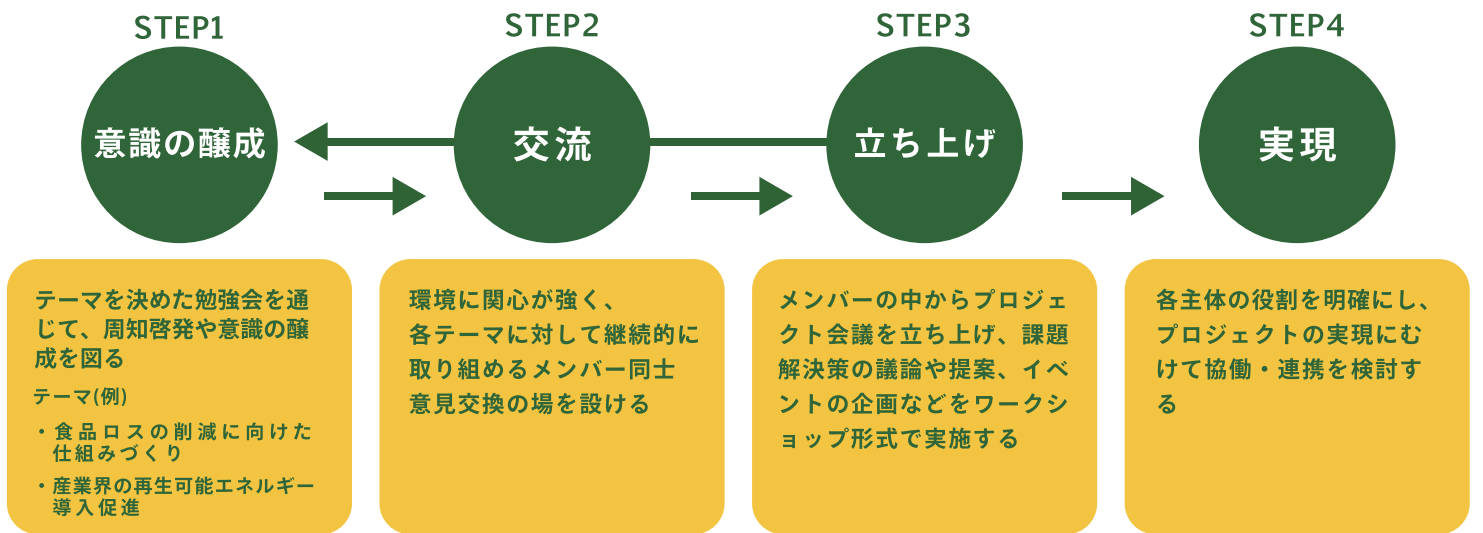 STEP1
意識の醸成
テーマを決めた勉強会を通
じて、周知啓発や意識の醸
成を図る
テーマ(例)
・食品ロスの削減に向けた
仕組みづくり
・産業界の再生可能エネルギー
導入促進
STEP2
交流
環境に関心が強く、
各テーマに対して継続的に
取り組めるメンバー同士
意見交換の場を設ける
STEP3
立ち上げ
メンバーの中からプロジェ
クト会議を立ち上げ、課題
解決策の議論や提案、イベ
ントの企画などをワークシ
ョップ形式で実施する
STEP4
実現
各主体の役割を明確にし、
プロジェクトの実現にむ
けて協働・連携を検討す
る